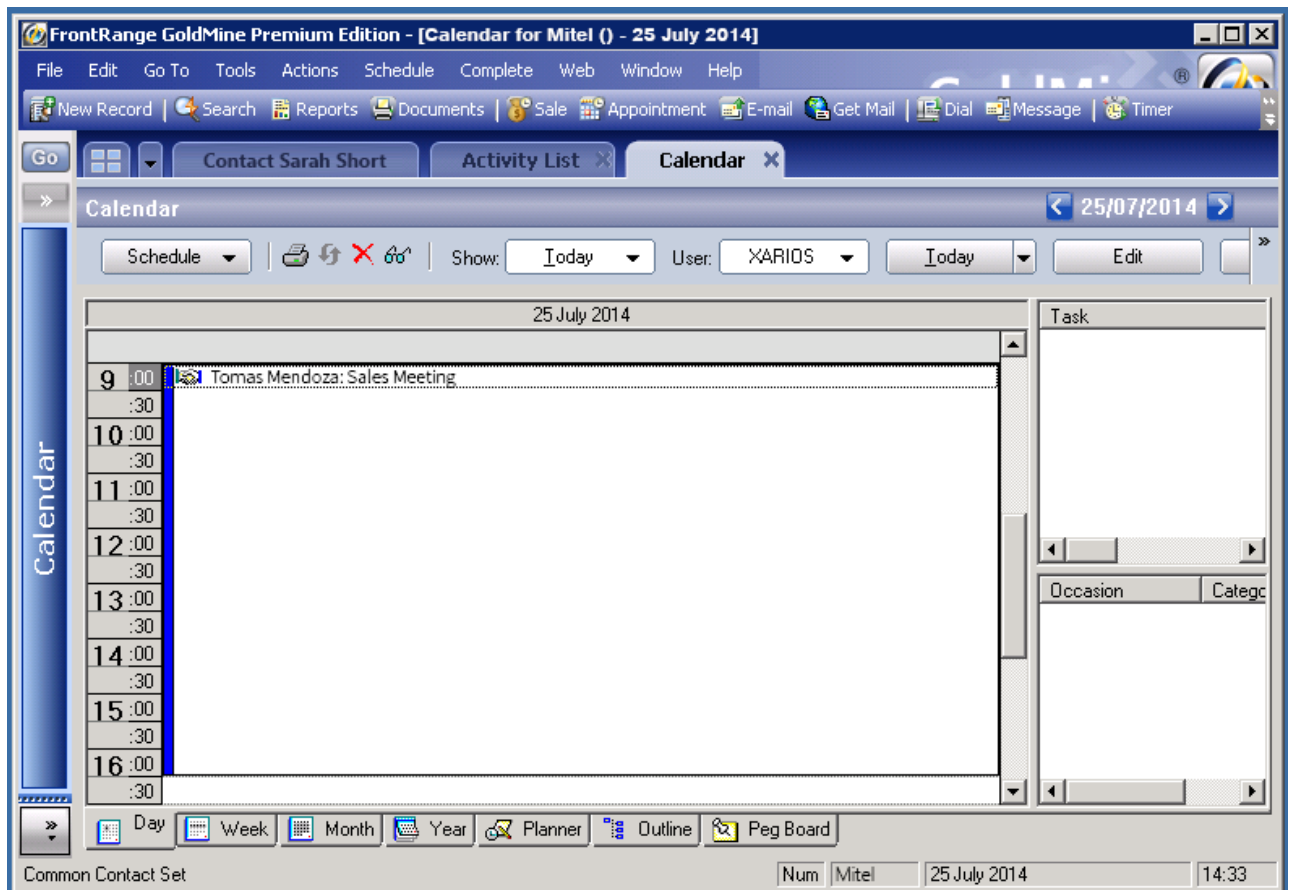 FrontRange GoldMine Premium Edition - [Calendar for Mitel () - 25 July 2014]
File Edit Go To Tools Actions Schedule Complete Web Window Help
®
New Record | Search Reports Documents | Sale Appointment E-mail Get Mail | Dial Message | Timer
Go Contact Sarah Short Activity List Calendar
» Calendar 25/07/2014
Schedule Show: Today User: XARIOS Today Edit »
25 July 2014 Task
9 :00 Tomas Mendoza: Sales Meeting
:30
10 :00
:30
11 :00
:30
12 :00
:30
13 :00 Occasion Catego
:30
14 :00
:30
15 :00
:30
16 :00
:30
Calendar
» Day Week Month Year Planner Outline Peg Board
Common Contact Set Num Mitel 25 July 2014 14:33